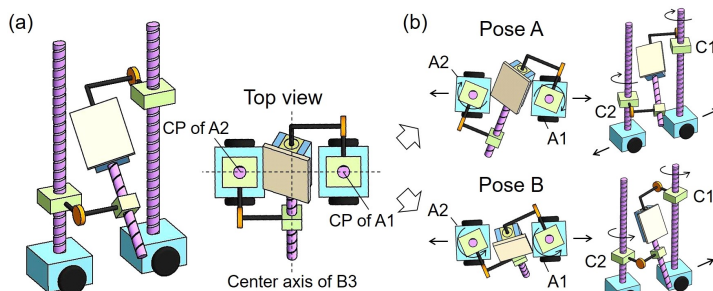 (a)
Top view
CP of A2
CP of A1
Center axis of B3
(b)
Pose A
A2
A1
C1
C2
Pose B
A2
A1
C1
C2